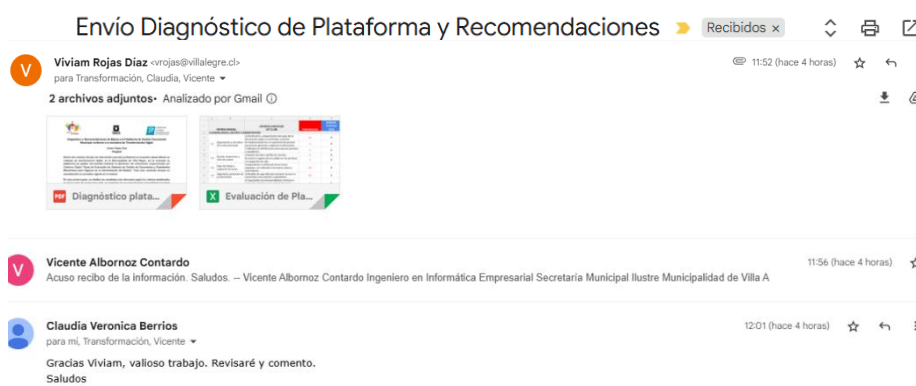 Envío Diagnóstico de Plataforma y Recomendaciones Recibidos ×
V
Viviam Rojas Díaz <vrojas@villalegre.cl>
11:52 (hace 4 horas)
para Transformación, Claudia, Vicente
2 archivos adjuntos• Analizado por Gmail
PDF Diagnóstico plata...
X Evaluación de Pla...
V
Vicente Albornoz Contardo
11:56 (hace 4 horas)
Acuso recibo de la información. Saludos. -- Vicente Albornoz Contardo Ingeniero en Informática Empresarial Secretaría Municipal Ilustre Municipalidad de Villa A
Claudia Veronica Berrios
12:01 (hace 4 horas)
para mí, Transformación, Vicente
Gracias Viviam, valioso trabajo. Revisaré y comento.
Saludos